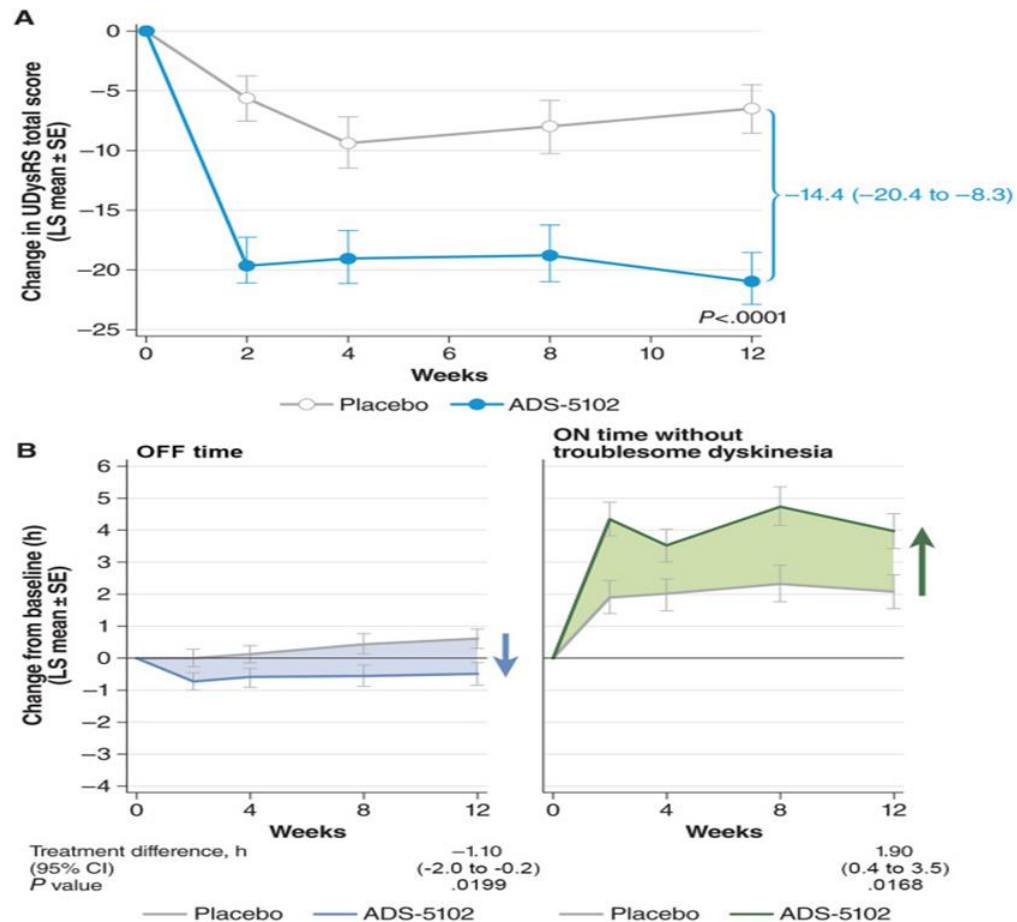 A
Change in UDysRS total score
(LS mean ± SE)
0
−5
−10
−15
−20
−25
−14.4 (−20.4 to −8.3)
P<.0001
0 2 4 6 8 10 12
Weeks
Placebo ADS-5102
B
OFF time
ON time without
troublesome dyskinesia
Change from baseline (h)
(LS mean ± SE)
6
5
4
3
2
1
0
−1
−2
−3
−4
0 4 8 12 0 4 8 12
Weeks Weeks
Treatment difference, h −1.10 1.90
(95% CI) (-2.0 to -0.2) (0.4 to 3.5)
P value .0199 .0168
Placebo ADS-5102 Placebo ADS-5102